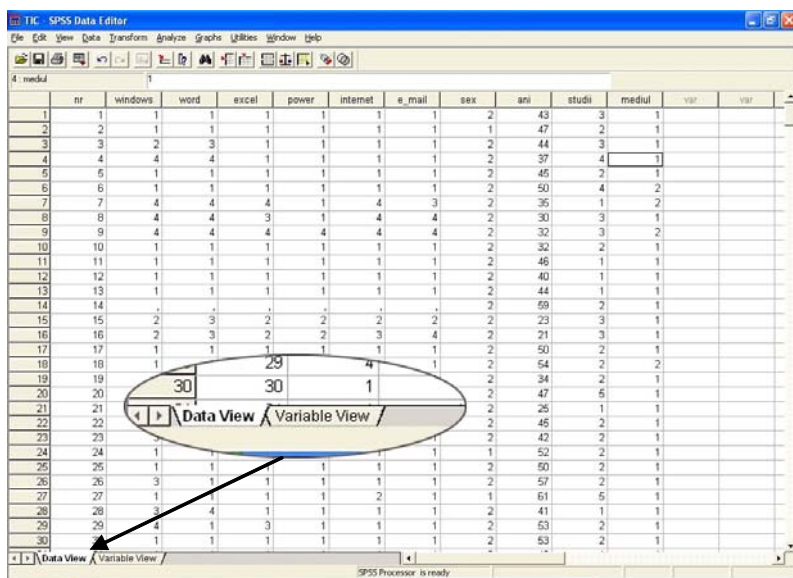 TIC - SPSS Data Editor
File Edit View Data Transform Analyze Graphs Utilities Window Help
4 : mediul 1
nr windows word excel power internet e_mail sex ani studii mediul var var
1 1 1 1 1 1 1 1 2 43 3 1
2 2 1 1 1 1 1 1 1 47 2 1
3 3 2 3 1 1 1 1 2 44 3 1
4 4 4 4 1 1 1 1 2 37 4 1
5 5 1 1 1 1 1 1 2 45 2 1
6 6 1 1 1 1 1 1 2 50 4 2
7 7 4 4 4 1 4 3 2 35 1 2
8 8 4 4 3 1 4 4 2 30 3 1
9 9 4 4 4 4 4 4 2 32 3 2
10 10 1 1 1 1 1 1 2 32 2 1
11 11 1 1 1 1 1 1 2 46 1 1
12 12 1 1 1 1 1 1 2 40 1 1
13 13 1 1 1 1 1 1 2 44 1 1
14 14 , , , , , , 2 59 2 1
15 15 2 3 2 2 2 2 2 23 3 1
16 16 2 3 2 2 3 4 2 21 3 1
17 17 1 1 1 1 1 1 2 50 2 1
18 18 1 1 2 54 2 2
19 19 2 34 2 1
20 20 2 47 5 1
21 21 2 25 1 1
22 22 2 45 2 1
23 23 2 42 2 1
24 24 1 1 1 1 52 2 1
25 25 1 1 1 1 1 2 50 2 1
26 26 3 1 1 1 1 1 2 57 2 1
27 27 1 1 1 1 2 1 1 61 5 1
28 28 3 4 1 1 1 1 2 41 1 1
29 29 4 1 3 1 1 1 2 53 2 1
30 1 1 1 1 1 2 53 2 1
29 4
30 30 1
Data View Variable View
Data View Variable View
SPSS Processor is ready